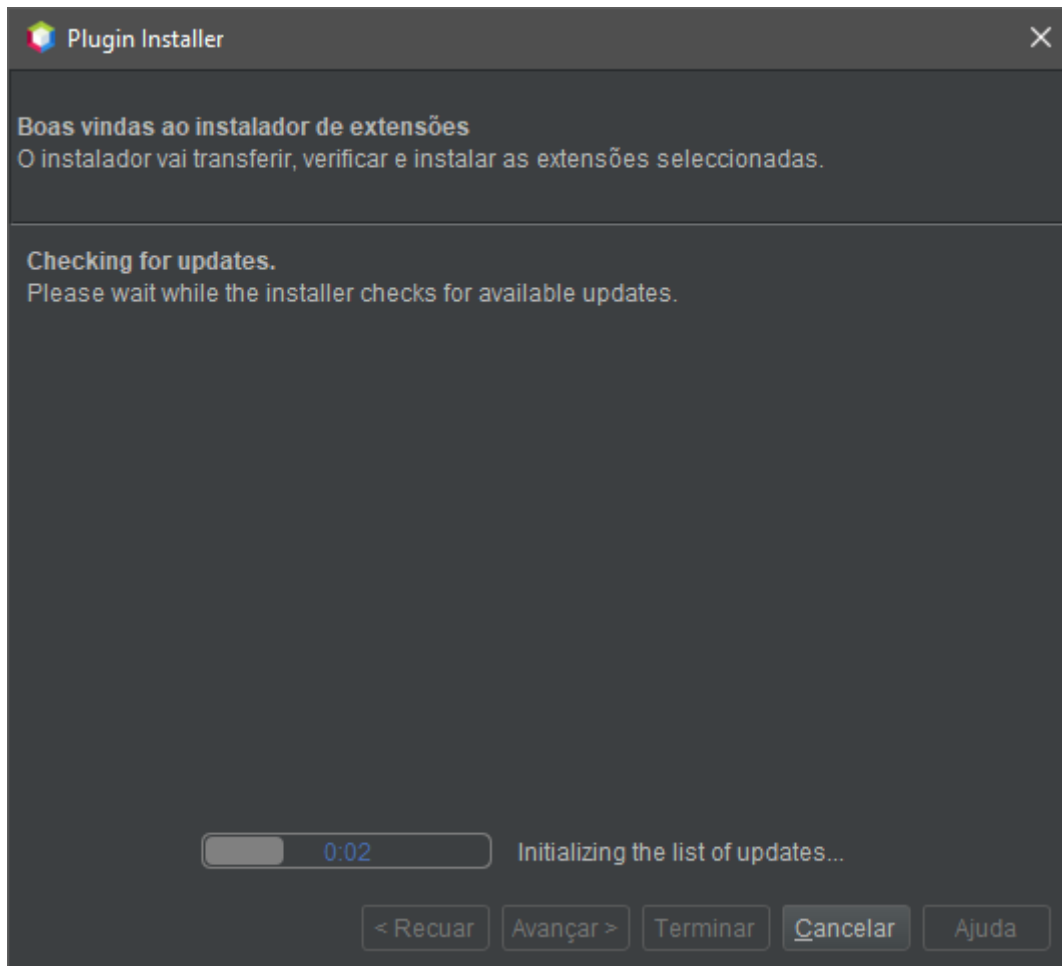 Plugin Installer
Boas vindas ao instalador de extensões
O instalador vai transferir, verificar e instalar as extensões seleccionadas.
Checking for updates.
Please wait while the installer checks for available updates.
0:02 Initializing the list of updates...
< Recuar Avançar > Terminar Cancelar Ajuda